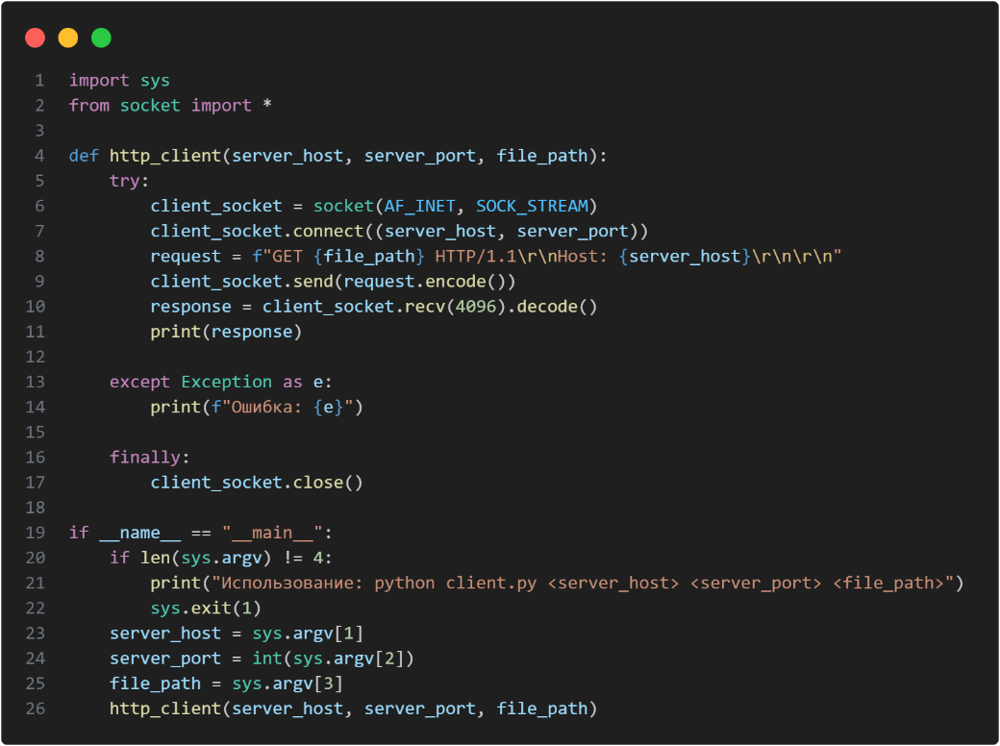 1 import sys
2 from socket import *
3
4 def http_client(server_host, server_port, file_path):
5     try:
6         client_socket = socket(AF_INET, SOCK_STREAM)
7         client_socket.connect((server_host, server_port))
8         request = f"GET {file_path} HTTP/1.1\r\nHost: {server_host}\r\n\r\n"
9         client_socket.send(request.encode())
10         response = client_socket.recv(4096).decode()
11         print(response)
12
13     except Exception as e:
14         print(f"Ошибка: {e}")
15
16     finally:
17         client_socket.close()
18
19 if __name__ == "__main__":
20     if len(sys.argv) != 4:
21         print("Использование: python client.py <server_host> <server_port> <file_path>")
22         sys.exit(1)
23     server_host = sys.argv[1]
24     server_port = int(sys.argv[2])
25     file_path = sys.argv[3]
26     http_client(server_host, server_port, file_path)